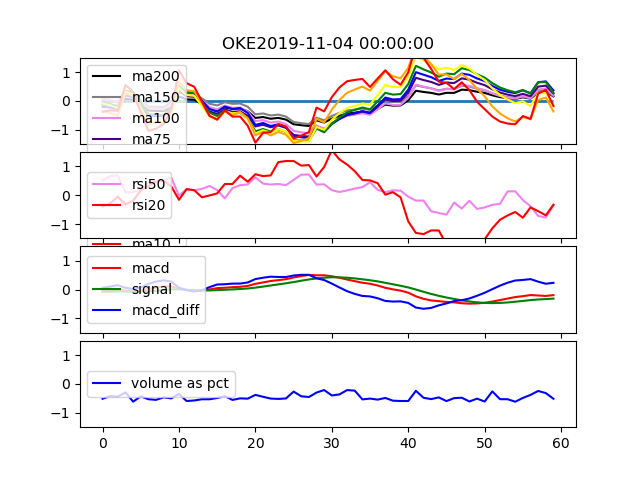 OKE2019-11-04 00:00:00
1
0
−1
ma200
ma150
ma100
ma75
1
0
−1
rsi50
rsi20
ma10
1
0
−1
macd
signal
macd_diff
1
0
−1
volume as pct
0 10 20 30 40 50 60